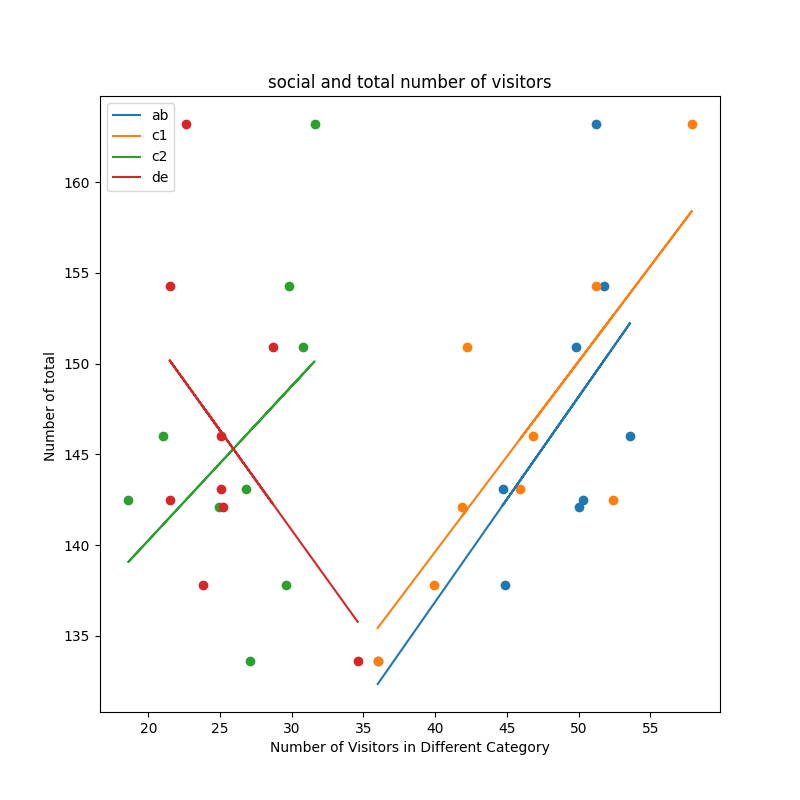 social and total number of visitors
ab
c1
c2
de
160
155
150
145
140
135
Number of total
20
25
30
35
40
45
50
55
Number of Visitors in Different Category